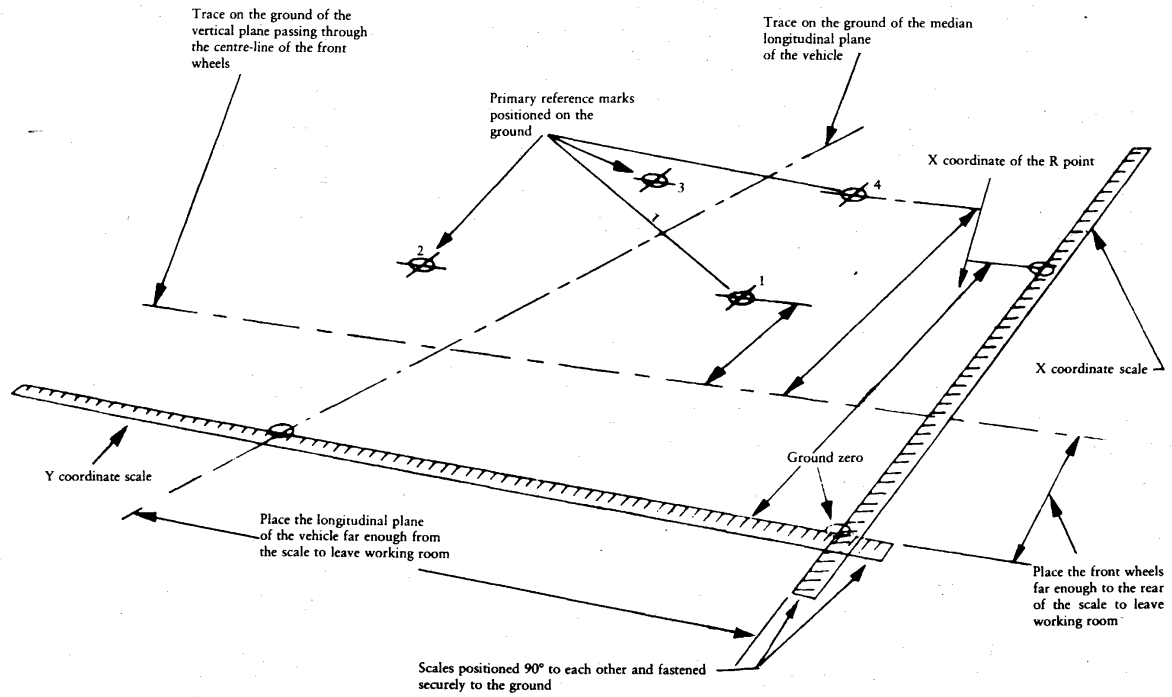 Trace on the ground of the
vertical plane passing through
the centre-line of the front
wheels
Trace on the ground of the median
longitudinal plane
of the vehicle
Primary reference marks
positioned on the
ground
X coordinate of the R point
3
4
2
1
X coordinate scale
Ground zero
Y coordinate scale
Place the longitudinal plane
of the vehicle far enough from
the scale to leave working room
Place the front wheels
far enough to the rear
of the scale to leave
working room
Scales positioned 90° to each other and fastened
securely to the ground